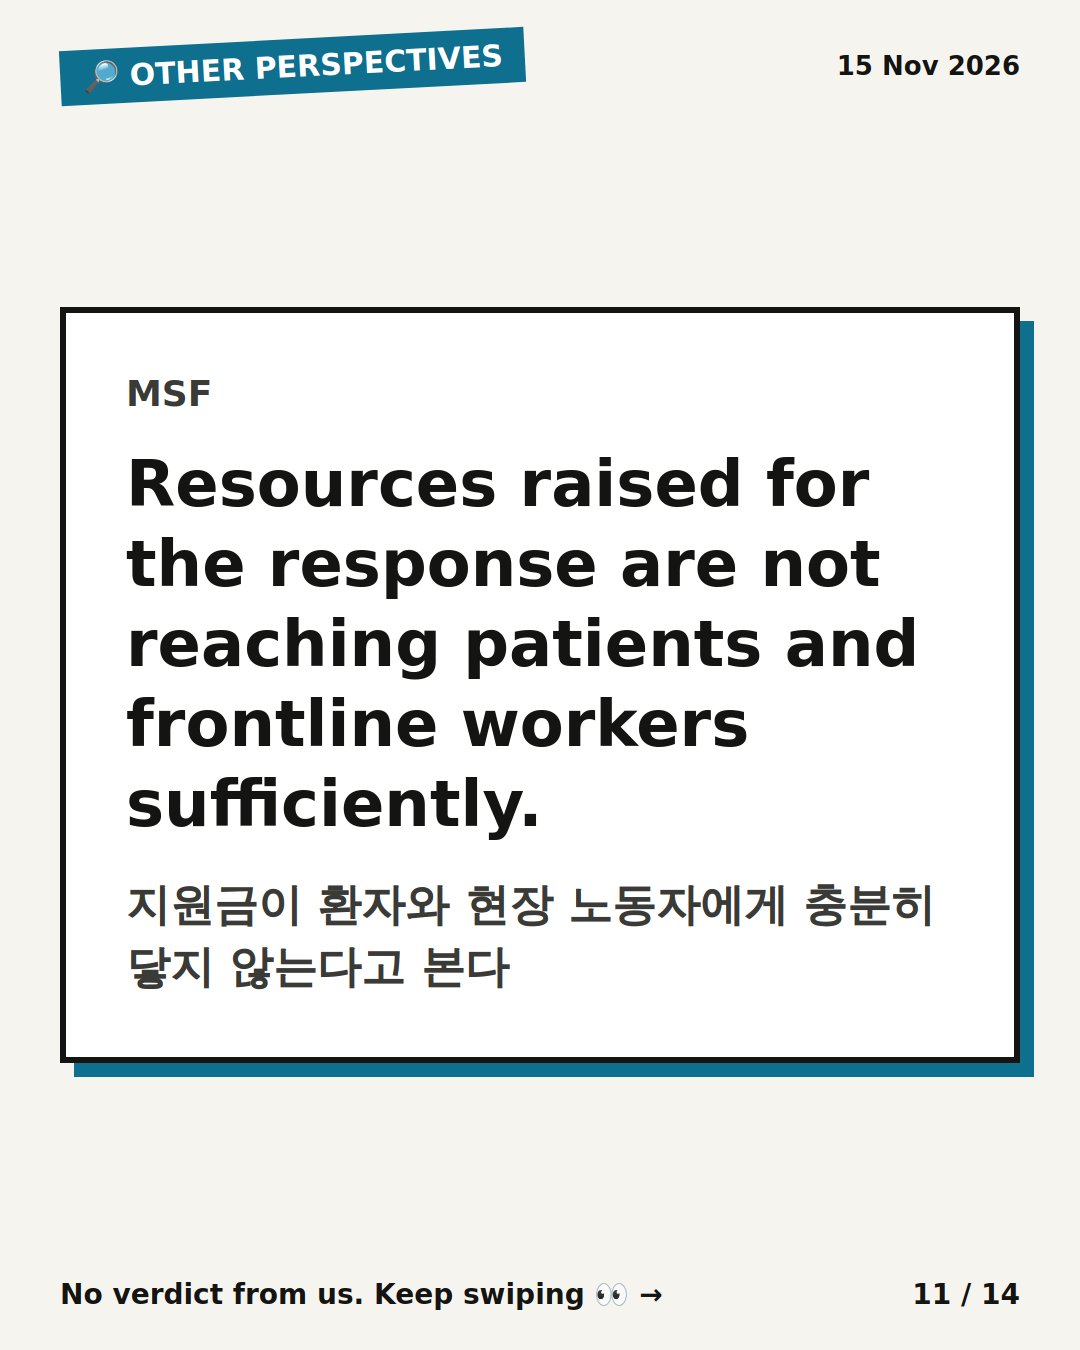 🔎 OTHER PERSPECTIVES
15 Nov 2026
MSF
Resources raised for
the response are not
reaching patients and
frontline workers
sufficiently.
지원금이 환자와 현장 노동자에게 충분히
닿지 않는다고 본다
No verdict from us. Keep swiping 👀 →
11 / 14